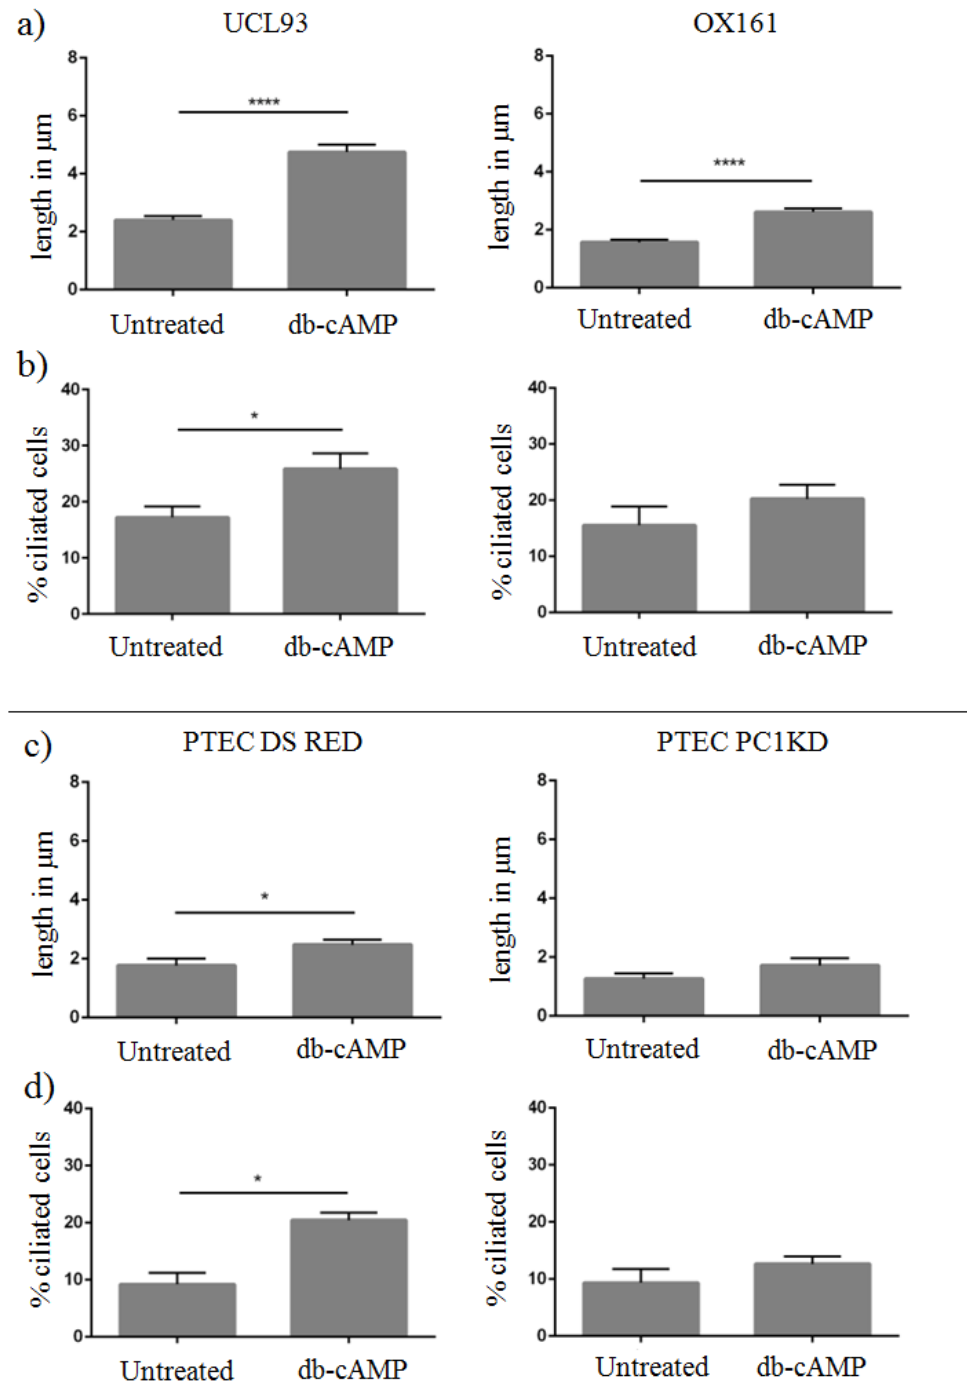 a)
UCL93
OX161
length in µm
8
6
4
2
0
****
Untreated
db-cAMP
length in µm
8
6
4
2
0
****
Untreated
db-cAMP
b)
% ciliated cells
40
30
20
10
0
*
Untreated
db-cAMP
% ciliated cells
40
30
20
10
0
Untreated
db-cAMP
c)
PTEC DS RED
PTEC PC1KD
length in µm
8
6
4
2
0
*
Untreated
db-cAMP
length in µm
8
6
4
2
0
Untreated
db-cAMP
d)
% ciliated cells
40
30
20
10
0
*
Untreated
db-cAMP
% ciliated cells
40
30
20
10
0
Untreated
db-cAMP